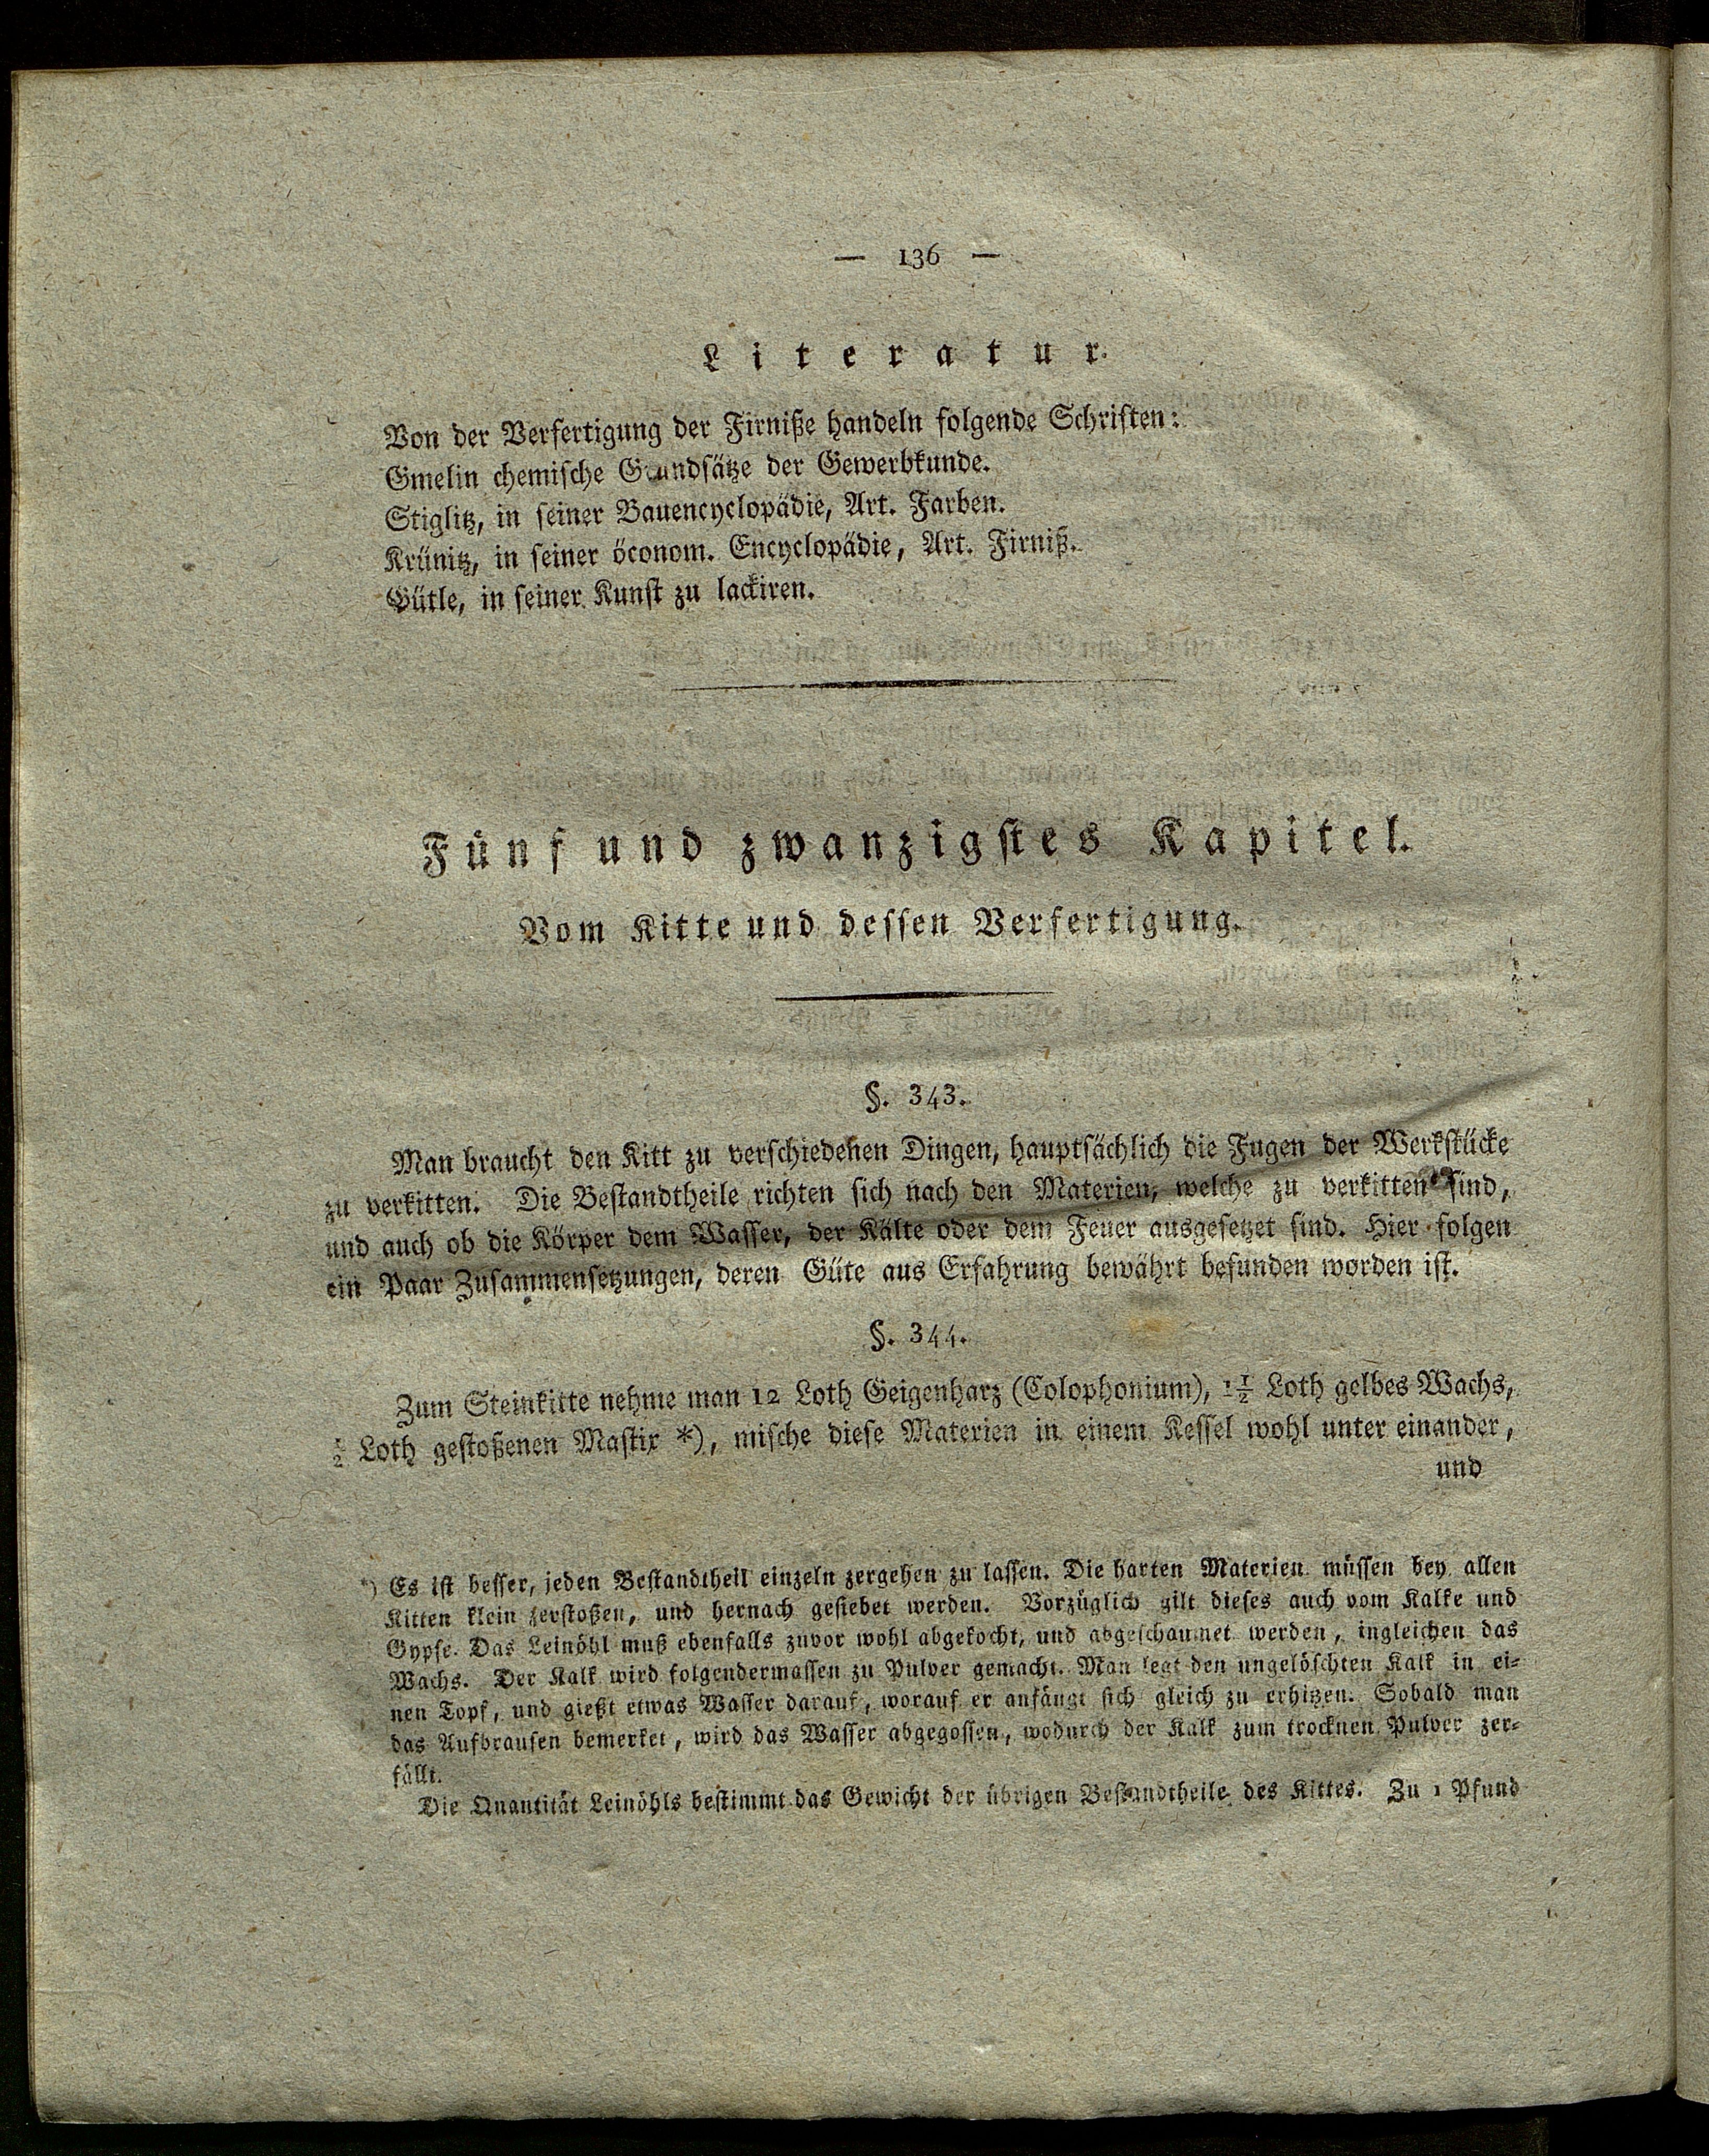 — 136 —
Literatur.
Von der Verfertigung der Firniße handeln folgende Schriften:
Gmelin chemische Grundsätze der Gewerbkunde.
Stiglitz, in seiner Bauencyclopädie, Art. Farben.
Krünitz, in seiner öconom. Encyclopädie, Art. Firniß.
Gütle, in seiner Kunst zu lackiren.
Fünf und zwanzigstes Kapitel.
Vom Kitte und dessen Verfertigung.
§. 343.
Man braucht den Kitt zu verschiedenen Dingen, hauptsächlich die Fugen der Werkstücke
zu verkitten. Die Bestandtheile richten sich nach den Materien, welche zu verkitten sind,
und auch ob die Körper dem Wasser, der Kälte oder dem Feuer ausgesetzet sind. Hier folgen
ein Paar Zusammensetzungen, deren Güte aus Erfahrung bewährt befunden worden ist.
§. 344.
Zum Steinkitte nehme man 12 Loth Geigenharz (Colophonium), 1½ Loth gelbes Wachs,
½ Loth gestoßenen Mastix *), mische diese Materien in einem Kessel wohl unter einander,
und
*) Es ist besser, jeden Bestandtheil einzeln zergehen zu lassen. Die harten Materien müssen bey allen
Kitten klein zerstoßen, und hernach gesiebet werden. Vorzüglich gilt dieses auch vom Kalke und
Gypse. Das Leinöhl muß ebenfalls zuvor wohl abgekocht, und abgeschaumet werden, ingleichen das
Wachs. Der Kalk wird folgendermassen zu Pulver gemacht. Man legt den ungelöschten Kalk in ei-
nen Topf, und gießt etwas Wasser darauf, worauf er anfängt sich gleich zu erhitzen. Sobald man
das Aufbrausen bemerket, wird das Wasser abgegossen, wodurch der Kalk zum trocknen Pulver zer-
fällt.
Die Quantität Leinöhls bestimmt das Gewicht der übrigen Bestandtheile des Kittes. Zu 1 Pfund